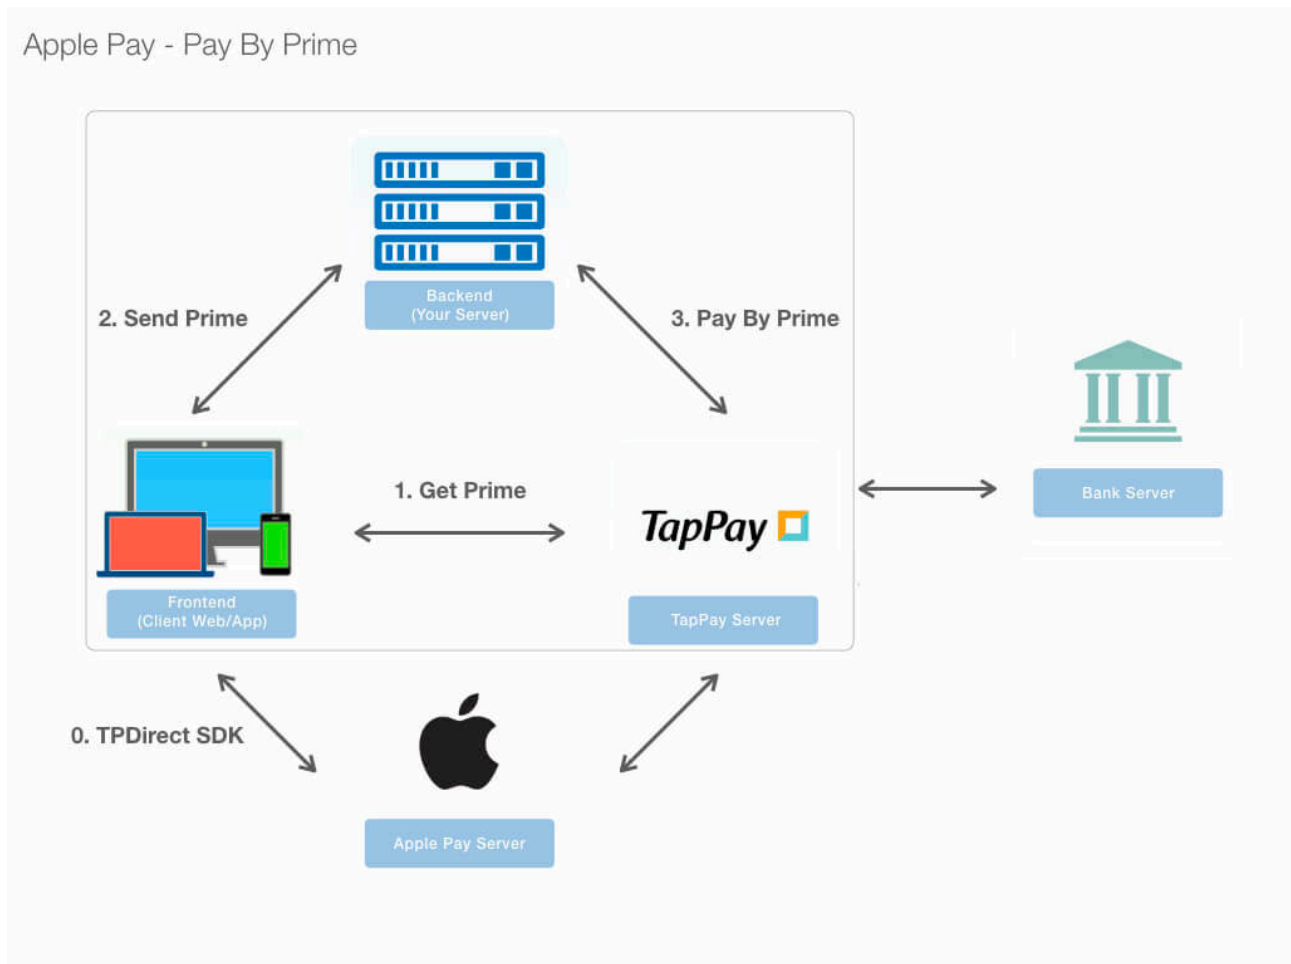 Apple Pay - Pay By Prime
Backend
(Your Server)
2. Send Prime
3. Pay By Prime
1. Get Prime
TapPay
Bank Server
Frontend
(Client Web/App)
TapPay Server
0. TPDirect SDK
Apple Pay Server